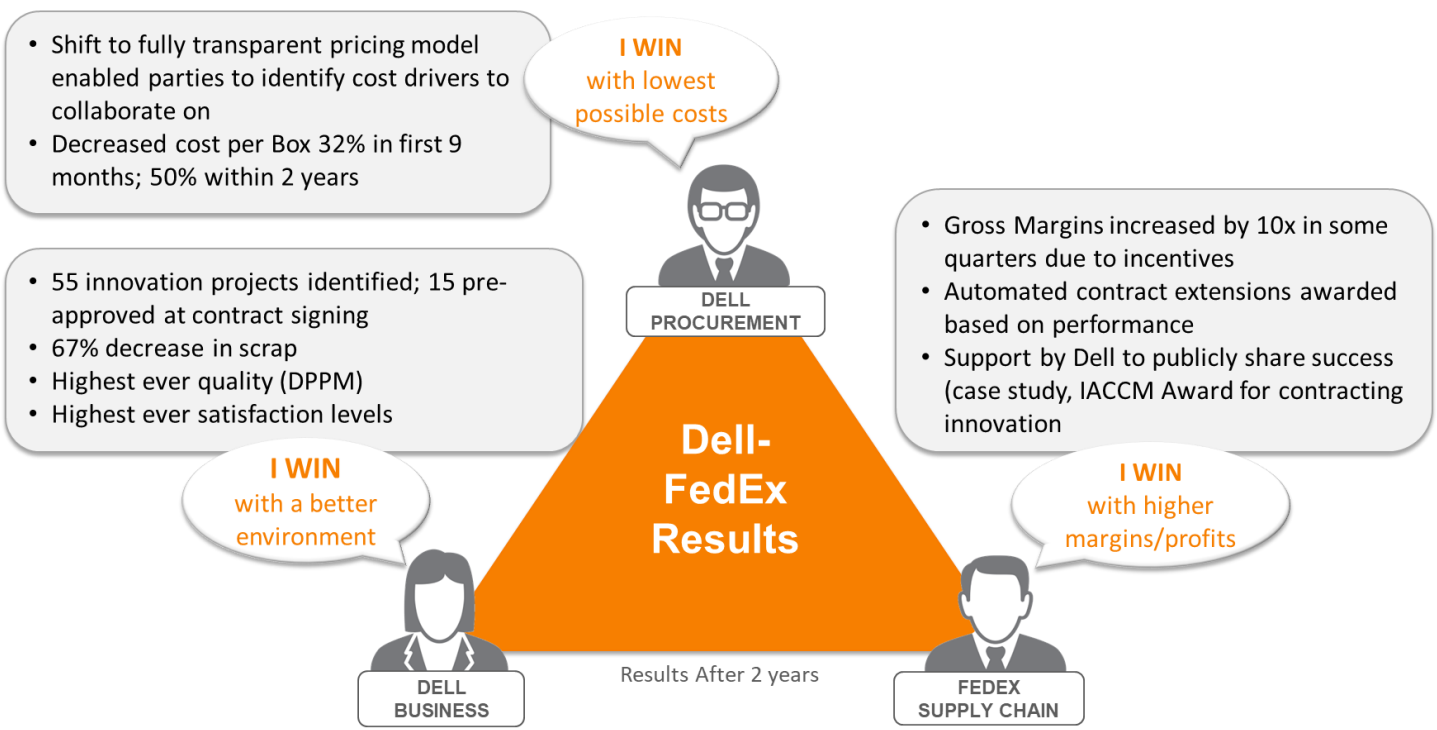 • Shift to fully transparent pricing model
enabled parties to identify cost drivers to
collaborate on
• Decreased cost per Box 32% in first 9
months; 50% within 2 years
I WIN
with lowest
possible costs
DELL
PROCUREMENT
• 55 innovation projects identified; 15 pre-
approved at contract signing
• 67% decrease in scrap
• Highest ever quality (DPPM)
• Highest ever satisfaction levels
I WIN
with a better
environment
DELL
BUSINESS
• Gross Margins increased by 10x in some
quarters due to incentives
• Automated contract extensions awarded
based on performance
• Support by Dell to publicly share success
(case study, IACCM Award for contracting
innovation
I WIN
with higher
margins/profits
FEDEX
SUPPLY CHAIN
Dell-
FedEx
Results
Results After 2 years